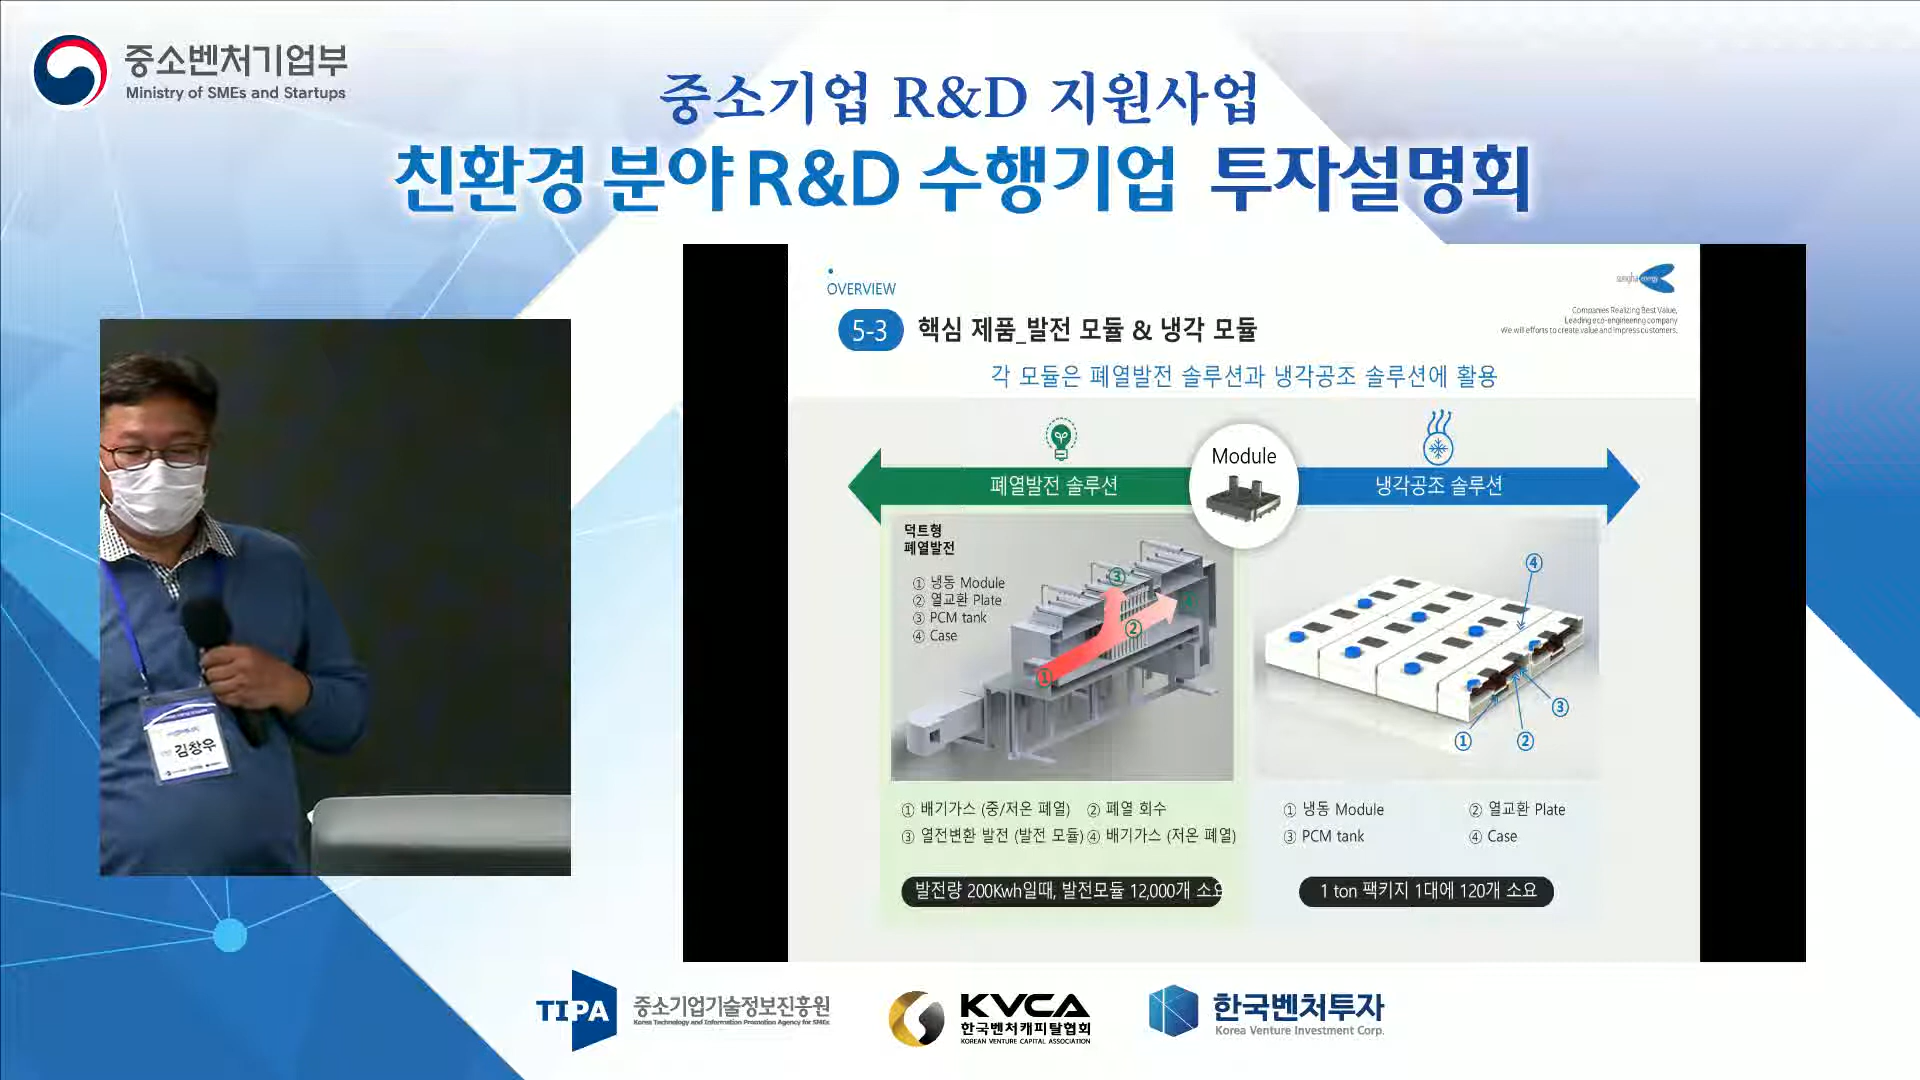 중소벤처기업부
Ministry of SMEs and Startups
중소기업 R&D 지원사업
친환경 분야 R&D 수행기업 투자설명회
OVERVIEW
5-3 핵심 제품_발전 모듈 & 냉각 모듈
sungha energy
Companies Realizing Best Value,
Leading eco-engineering company
We will efforts to create value and impress customers.
각 모듈은 폐열발전 솔루션과 냉각공조 솔루션에 활용
폐열발전 솔루션
Module
냉각공조 솔루션
덕트형
폐열발전
① 냉동 Module
② 열교환 Plate
③ PCM tank
④ Case
③
④
②
①
④
③
① ②
① 배기가스 (중/저온 폐열) ② 폐열 회수
③ 열전변환 발전 (발전 모듈) ④ 배기가스 (저온 폐열)
발전량 200Kwh일때, 발전모듈 12,000개 소요
① 냉동 Module ② 열교환 Plate
③ PCM tank ④ Case
1 ton 팩키지 1대에 120개 소요
김창우
TIPA 중소기업기술정보진흥원
Korea Technology and Information Promotion Agency for SMEs
KVCA
한국벤처캐피탈협회
KOREAN VENTURE CAPITAL ASSOCIATION
한국벤처투자
Korea Venture Investment Corp.